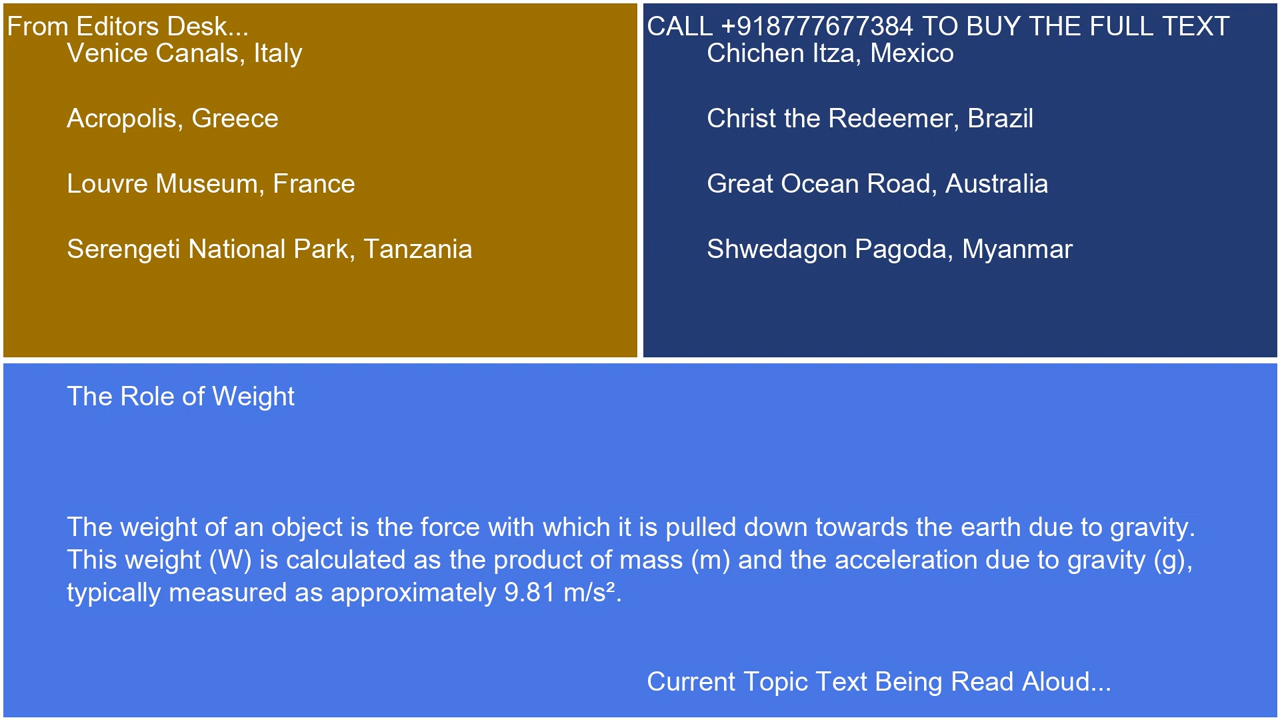 From Editors Desk...
Venice Canals, Italy
Acropolis, Greece
Louvre Museum, France
Serengeti National Park, Tanzania
CALL +918777677384 TO BUY THE FULL TEXT
Chichen Itza, Mexico
Christ the Redeemer, Brazil
Great Ocean Road, Australia
Shwedagon Pagoda, Myanmar
The Role of Weight
The weight of an object is the force with which it is pulled down towards the earth due to gravity.
This weight (W) is calculated as the product of mass (m) and the acceleration due to gravity (g),
typically measured as approximately 9.81 m/s².
Current Topic Text Being Read Aloud...